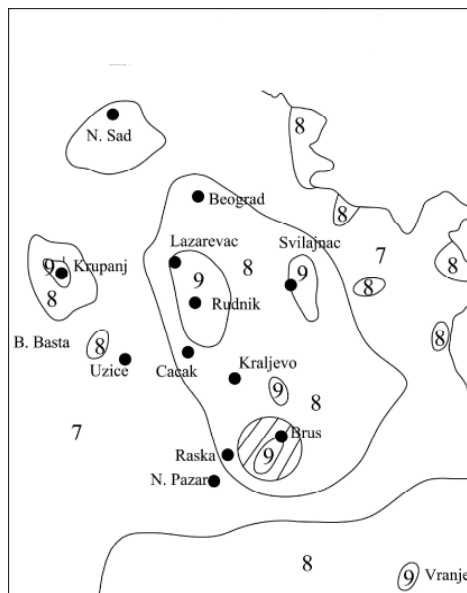 8
N. Sad
Beograd
8
Lazarevac
Svilajnac
7
8
9
8
9
8
9
Krupanj
Rudnik
8
8
B. Basta
8
8
Uzice
Cacak
Kraljevo
9
8
7
Brus
Raska
9
N. Pazar
8
9
Vranje